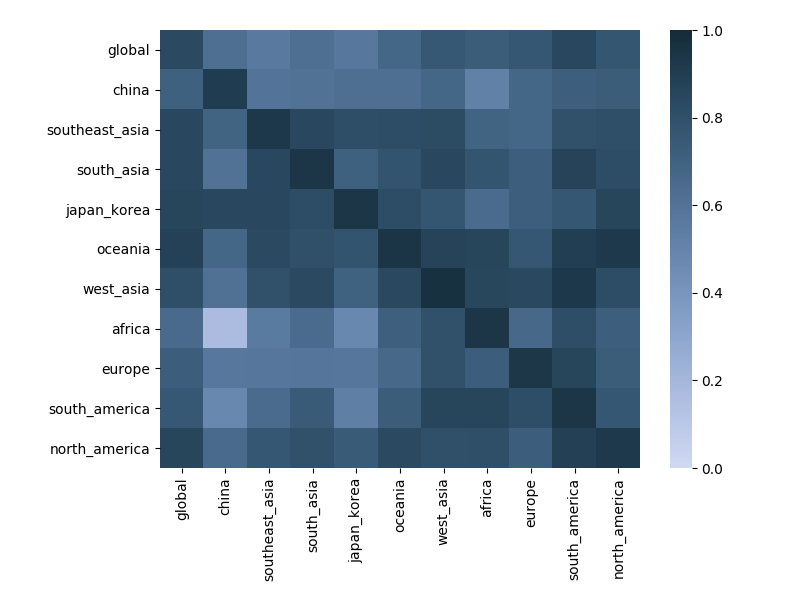 global
china
southeast_asia
south_asia
japan_korea
oceania
west_asia
africa
europe
south_america
north_america
global
china
southeast_asia
south_asia
japan_korea
oceania
west_asia
africa
europe
south_america
north_america
1.0
0.8
0.6
0.4
0.2
0.0